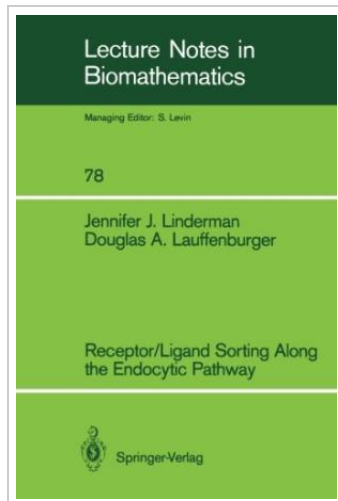 Lecture Notes in
Biomathematics
Managing Editor: S. Levin
78
Jennifer J. Linderman
Douglas A. Lauffenburger
Receptor/Ligand Sorting Along
the Endocytic Pathway
Springer-Verlag